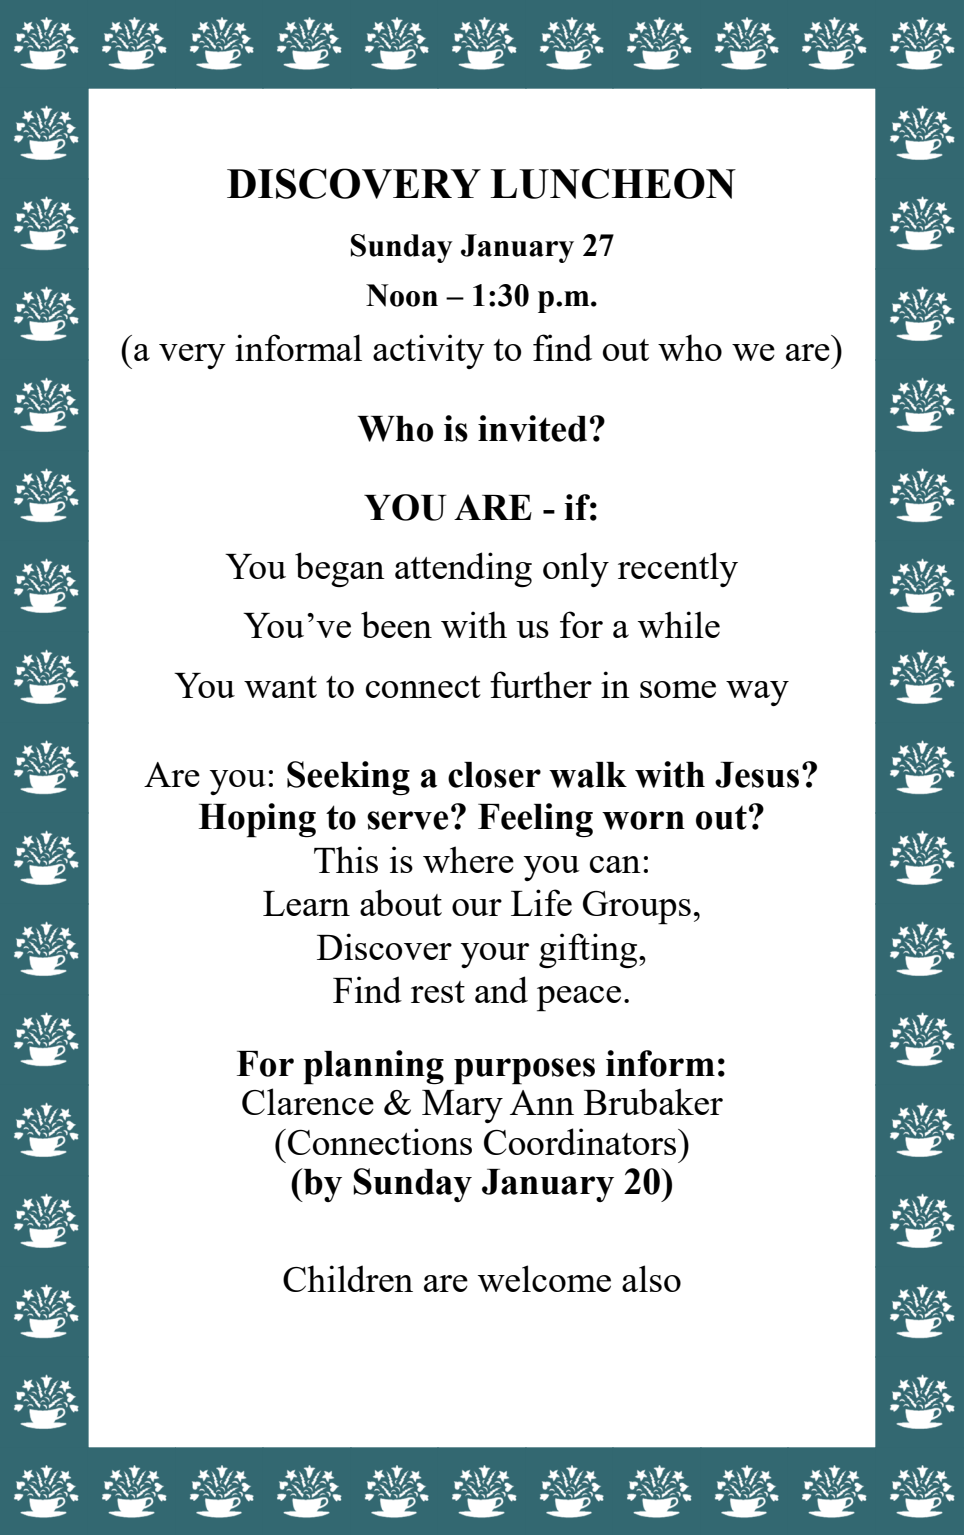 DISCOVERY LUNCHEON
Sunday January 27
Noon – 1:30 p.m.
(a very informal activity to find out who we are)
Who is invited?
YOU ARE - if:
You began attending only recently
You’ve been with us for a while
You want to connect further in some way
Are you: Seeking a closer walk with Jesus?
Hoping to serve? Feeling worn out?
This is where you can:
Learn about our Life Groups,
Discover your gifting,
Find rest and peace.
For planning purposes inform:
Clarence & Mary Ann Brubaker
(Connections Coordinators)
(by Sunday January 20)
Children are welcome also